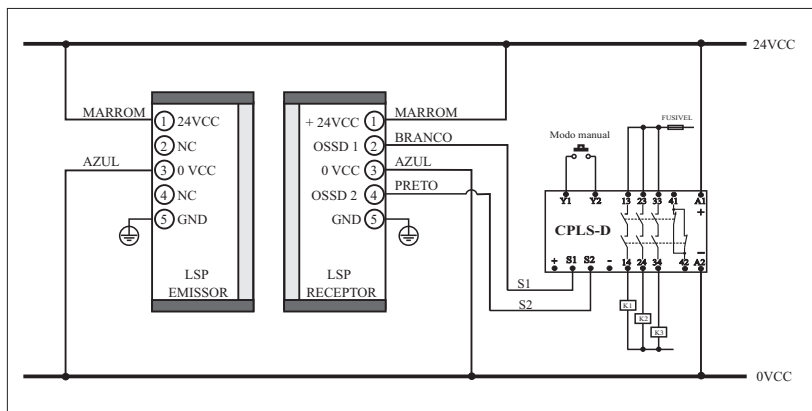 24VCC
MARROM
1 24VCC
2 NC
AZUL
3 0 VCC
4 NC
5 GND
LSP
EMISSOR
MARROM
+ 24VCC 1
BRANCO
OSSD 1 2
AZUL
0 VCC 3
PRETO
OSSD 2 4
GND 5
LSP
RECEPTOR
S1
S2
Modo manual
FUSIVEL
Y1 Y2 13 23 33 41 A1
+
CPLS-D
–
+ S1 S2 - 14 24 34 42 A2
K1
K2
K3
0VCC